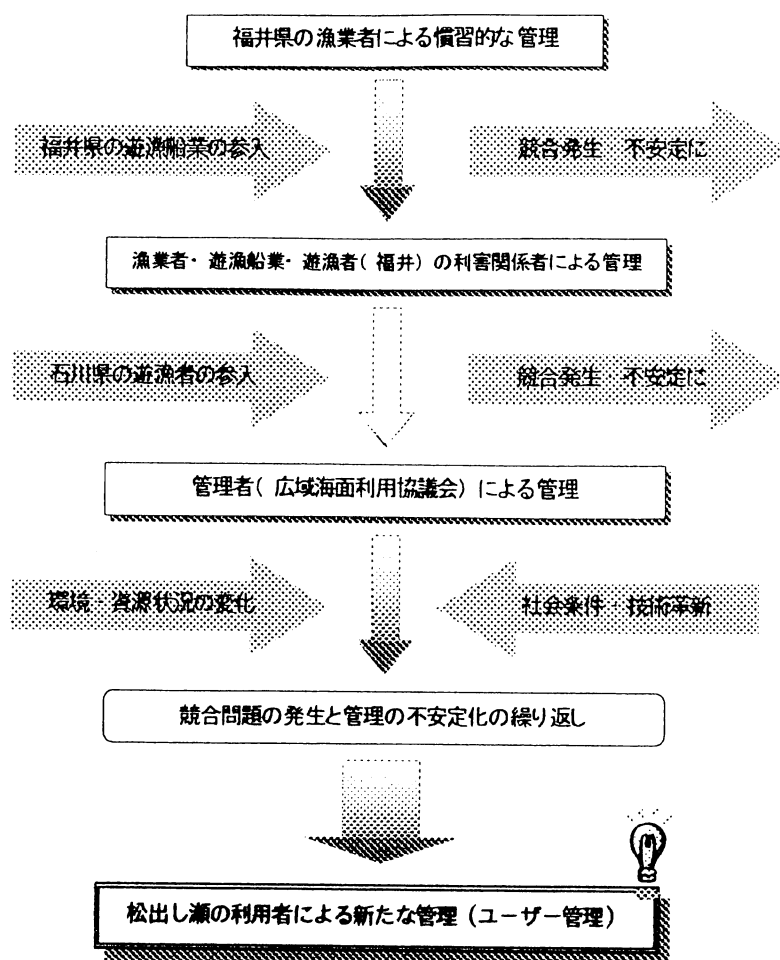 福井県の漁業者による慣習的な管理
福井県の遊漁船業の参入
競合発生 不安定に
漁業者・遊漁船業・遊漁者(福井)の利害関係者による管理
石川県の遊漁者の参入
競合発生・不安定に
管理者(広域海面利用協議会)による管理
環境・資源状況の変化
社会条件・技術革新
競合問題の発生と管理の不安定化の繰り返し
松出し瀬の利用者による新たな管理(ユーザー管理)